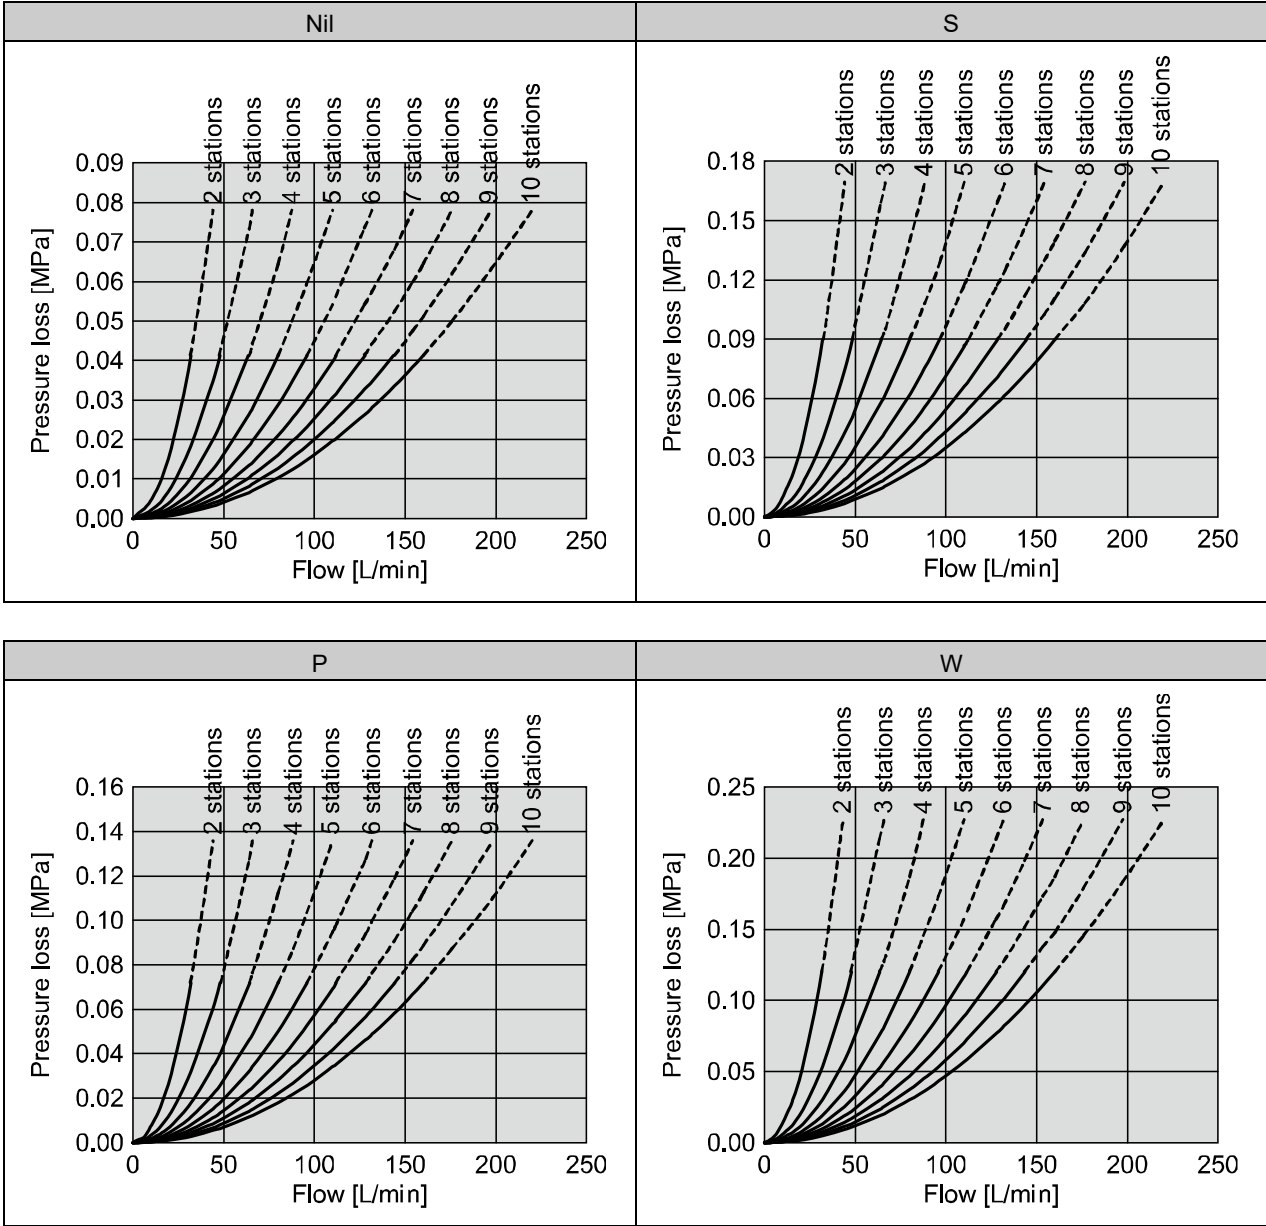 Nil
S
2 stations
3 stations
4 stations
5 stations
6 stations
7 stations
8 stations
9 stations
10 stations
0.09
0.08
0.07
0.06
0.05
0.04
0.03
0.02
0.01
0.00
Pressure loss [MPa]
0
50
100
150
200
250
Flow [L/min]
2 stations
3 stations
4 stations
5 stations
6 stations
7 stations
8 stations
9 stations
10 stations
0.18
0.15
0.12
0.09
0.06
0.03
0.00
Pressure loss [MPa]
0
50
100
150
200
250
Flow [L/min]
P
W
2 stations
3 stations
4 stations
5 stations
6 stations
7 stations
8 stations
9 stations
10 stations
0.16
0.14
0.12
0.10
0.08
0.06
0.04
0.02
0.00
Pressure loss [MPa]
0
50
100
150
200
250
Flow [L/min]
2 stations
3 stations
4 stations
5 stations
6 stations
7 stations
8 stations
9 stations
10 stations
0.25
0.20
0.15
0.10
0.05
0.00
Pressure loss [MPa]
0
50
100
150
200
250
Flow [L/min]